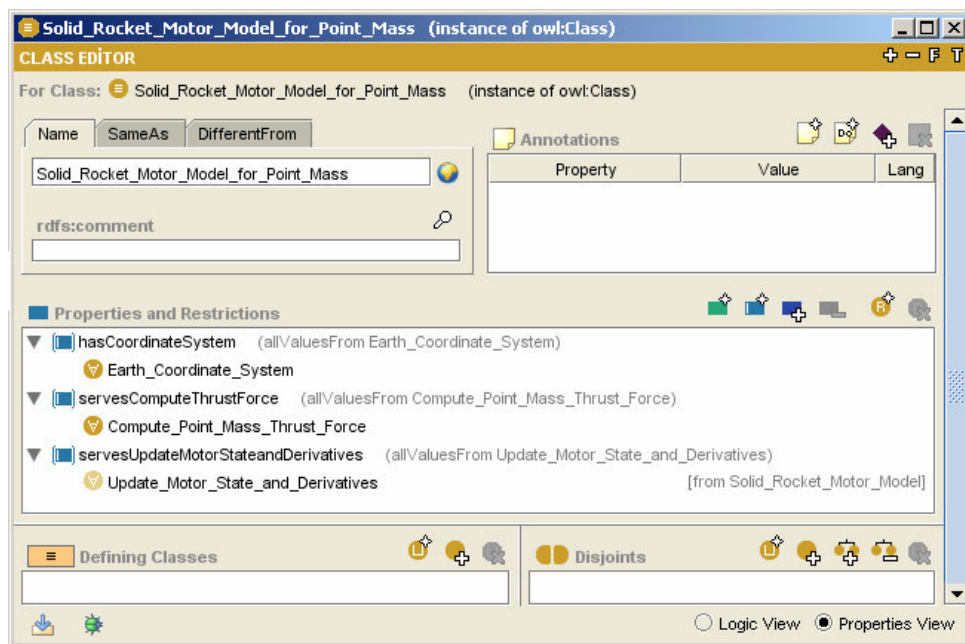 Solid_Rocket_Motor_Model_for_Point_Mass (instance of owl:Class)
CLASS EDİTOR F T
For Class: Solid_Rocket_Motor_Model_for_Point_Mass (instance of owl:Class)
Name SameAs DifferentFrom
Annotations
Property Value Lang
Solid_Rocket_Motor_Model_for_Point_Mass
rdfs:comment
Properties and Restrictions
hasCoordinateSystem (allValuesFrom Earth_Coordinate_System)
∀ Earth_Coordinate_System
servesComputeThrustForce (allValuesFrom Compute_Point_Mass_Thrust_Force)
∀ Compute_Point_Mass_Thrust_Force
servesUpdateMotorStateandDerivatives (allValuesFrom Update_Motor_State_and_Derivatives)
∀ Update_Motor_State_and_Derivatives [from Solid_Rocket_Motor_Model]
Defining Classes
Disjoints
Logic View Properties View